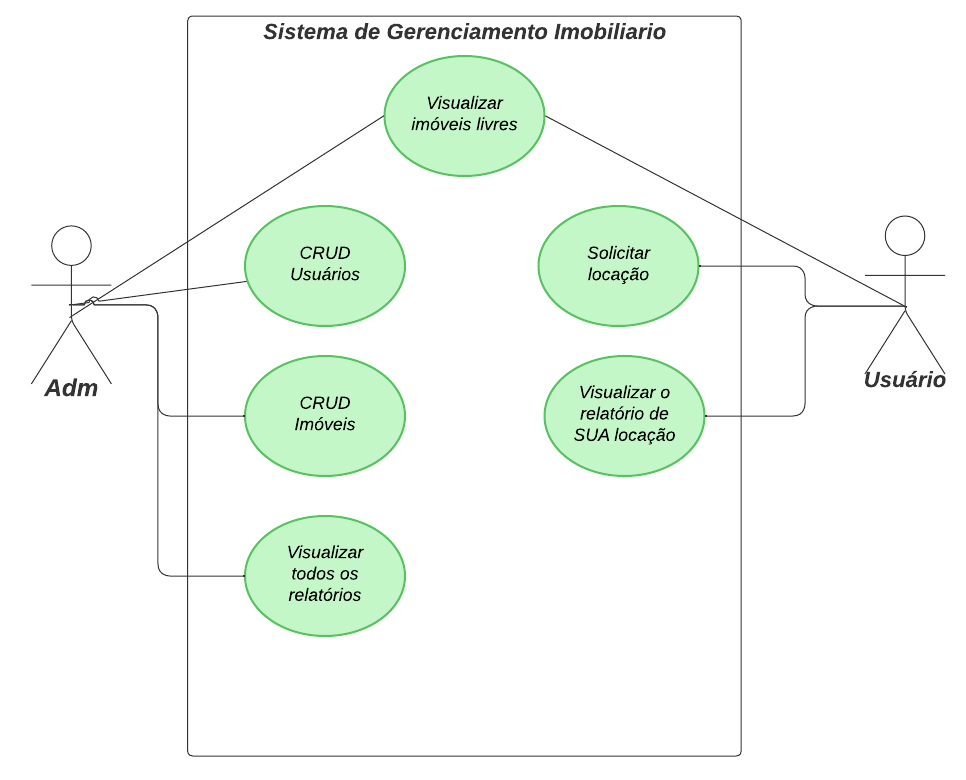 Sistema de Gerenciamento Imobiliario
Visualizar
imóveis livres
CRUD
Usuários
Solicitar
locação
Adm
Usuário
CRUD
Imóveis
Visualizar o
relatório de
SUA locação
Visualizar
todos os
relatórios